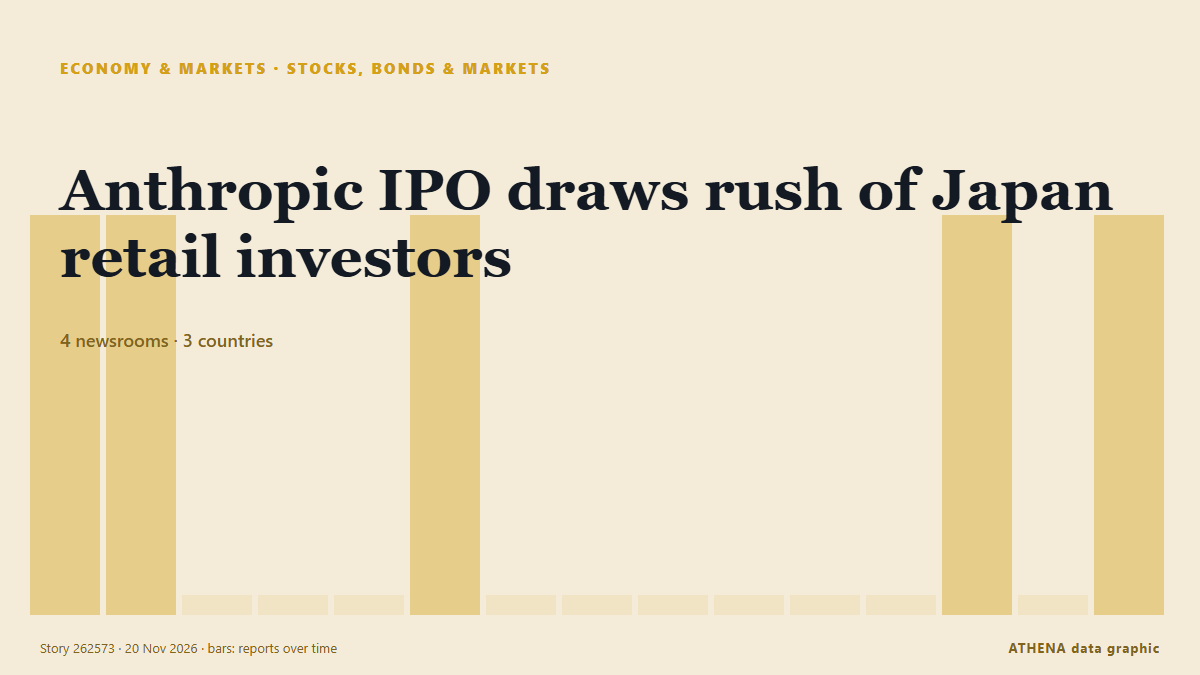 ECONOMY & MARKETS · STOCKS, BONDS & MARKETS
Anthropic IPO draws rush of Japan
retail investors
4 newsrooms · 3 countries
Story 262573 · 20 Nov 2026 · bars: reports over time
ATHENA data graphic